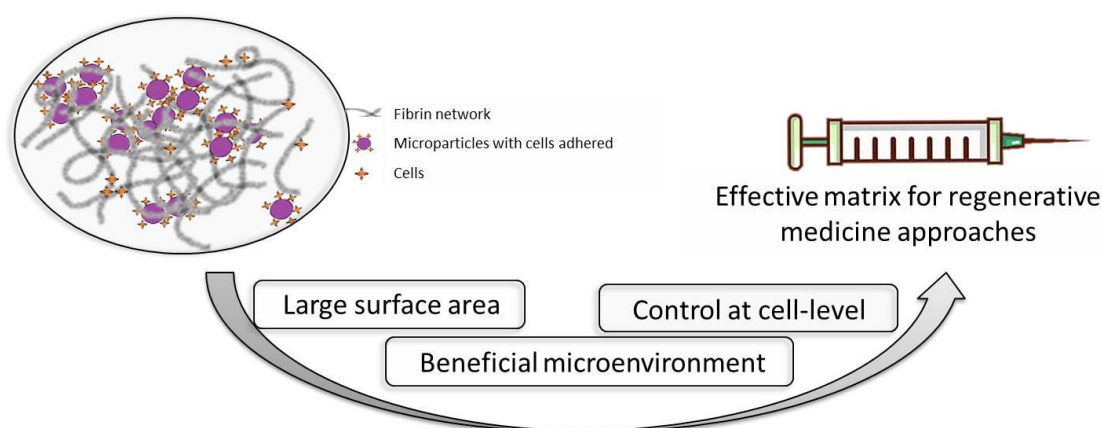 Fibrin network
Microparticles with cells adhered
Cells
Effective matrix for regenerative
medicine approaches
Large surface area
Control at cell-level
Beneficial microenvironment